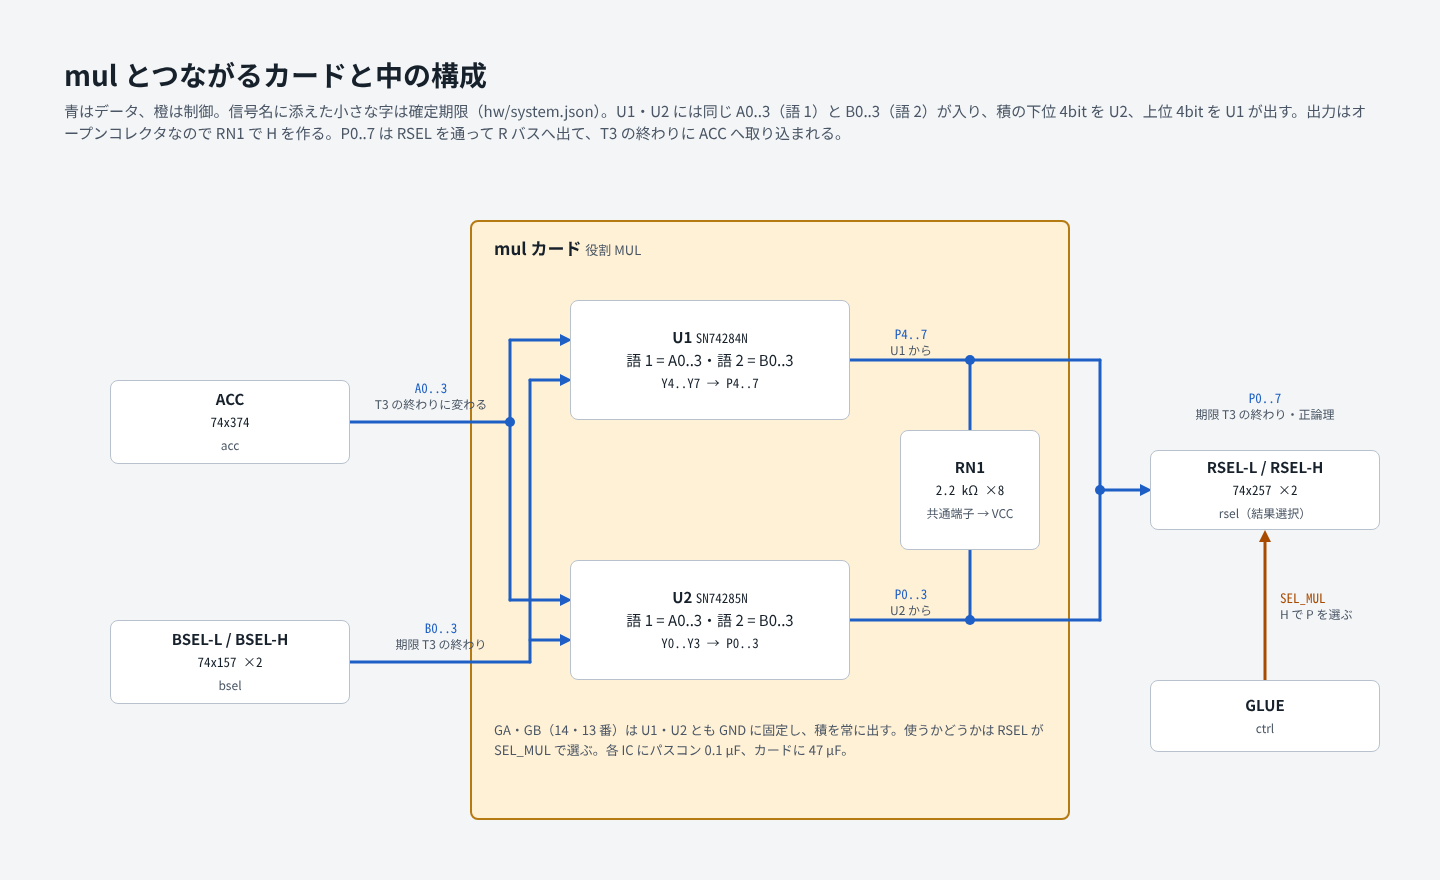 mul とつながるカードと中の構成
青はデータ、橙は制御。信号名に添えた小さな字は確定期限（hw/system.json）。U1・U2 には同じ A0..3（語 1）と B0..3（語 2）が入り、積の下位 4bit を U2、上位 4bit を U1 が出す。出力はオ
ープンコレクタなので RN1 で H を作る。P0..7 は RSEL を通って R バスへ出て、T3 の終わりに ACC へ取り込まれる。
mul カード 役割 MUL
U1 SN74284N
語 1 = A0..3・語 2 = B0..3
Y4..Y7 → P4..7
P4..7
U1 から
ACC
74x374
acc
A0..3
T3 の終わりに変わる
P0..7
期限 T3 の終わり・正論理
RN1
2.2 kΩ ×8
共通端子 → VCC
RSEL-L / RSEL-H
74x257 ×2
rsel（結果選択）
U2 SN74285N
語 1 = A0..3・語 2 = B0..3
Y0..Y3 → P0..3
P0..3
U2 から
SEL_MUL
H で P を選ぶ
BSEL-L / BSEL-H
74x157 ×2
bsel
B0..3
期限 T3 の終わり
GLUE
ctrl
GA・GB（14・13 番）は U1・U2 とも GND に固定し、積を常に出す。使うかどうかは RSEL が
SEL_MUL で選ぶ。各 IC にパスコン 0.1 µF、カードに 47 µF。